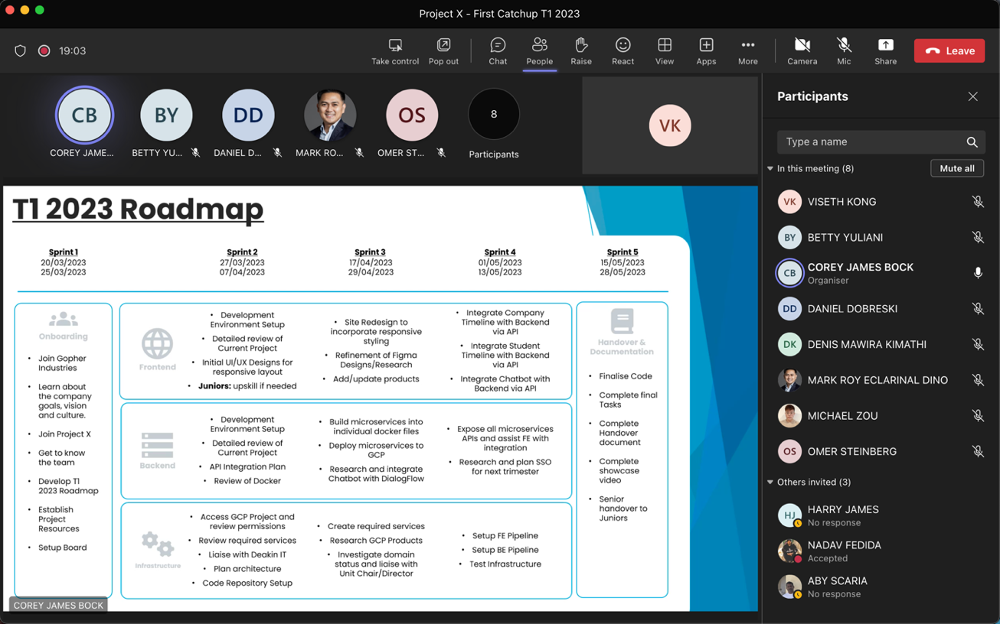 Project X - First Catchup T1 2023
19:03
Take control
Pop out
Chat
People
Raise
React
View
Apps
More
Camera
Mic
Share
Leave
CB
BY
DD
OS
8
VK
COREY JAME...
BETTY YU...
DANIEL D...
MARK RO...
OMER ST...
Participants
T1 2023 Roadmap
Sprint 1
20/03/2023
25/03/2023
Sprint 2
27/03/2023
07/04/2023
Sprint 3
17/04/2023
29/04/2023
Sprint 4
01/05/2023
13/05/2023
Sprint 5
15/05/2023
28/05/2023
Onboarding
• Join Gopher
Industries
• Learn about
the company
goals, vision
and culture.
• Join Project X
• Get to know
the team
• Develop T1
2023 Roadmap
• Establish
Project
Resources
• Setup Board
Frontend
• Development
Environment Setup
• Detailed review of
Current Project
• Initial UI/UX Designs for
responsive layout
• Juniors: upskill if needed
• Site Redesign to
incorporate responsive
styling
• Refinement of Figma
Designs/Research
• Add/update products
• Integrate Company
Timeline with Backend
via API
• Integrate Student
Timeline with Backend
via API
• Integrate Chatbot with
Backend via API
Backend
• Development
Environment Setup
• Detailed review of
Current Project
• API Integration Plan
• Review of Docker
• Build microservices into
individual docker files
• Deploy microservices to
GCP
• Research and integrate
Chatbot with DialogFlow
• Expose all microservices
APIs and assist FE with
integration
• Research and plan SSO
for next trimester
Infrastructure
• Access GCP Project and
review permissions
• Review required services
• Liaise with Deakin IT
• Plan architecture
• Code Repository Setup
• Create required services
• Research GCP Products
• Investigate domain
status and liaise with
Unit Chair/Director
• Setup FE Pipeline
• Setup BE Pipeline
• Test Infrastructure
Handover &
Documentation
• Finalise Code
• Complete final
Tasks
• Complete
Handover
document
• Complete
showcase
video
• Senior
handover to
Juniors
COREY JAMES BOCK
Participants
Type a name
In this meeting (8)
Mute all
VK
VISETH KONG
BY
BETTY YULIANI
CB
COREY JAMES BOCK
Organiser
DD
DANIEL DOBRESKI
DK
DENIS MAWIRA KIMATHI
MARK ROY ECLARINAL DINO
MICHAEL ZOU
OS
OMER STEINBERG
Others invited (3)
HJ
HARRY JAMES
No response
NADAV FEDIDA
Accepted
ABY SCARIA
No response